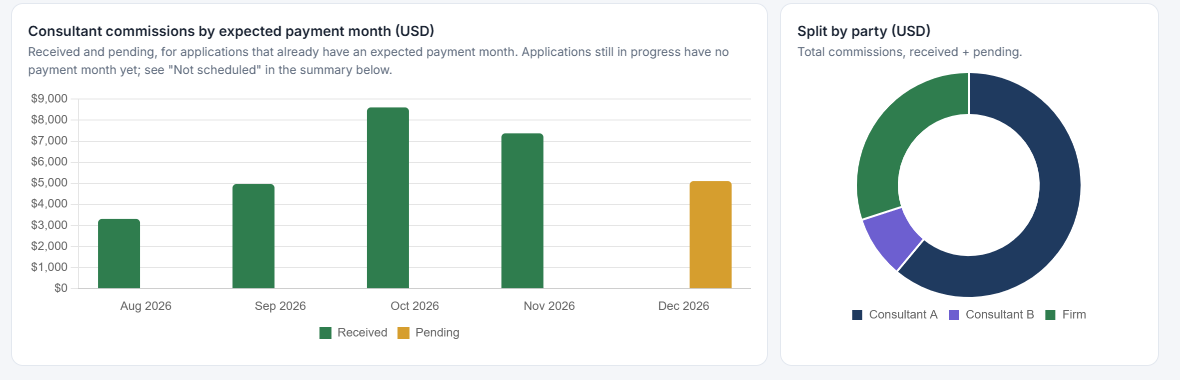 Consultant commissions by expected payment month (USD)
Received and pending, for applications that already have an expected payment month. Applications still in progress have no
payment month yet; see "Not scheduled" in the summary below.
$9,000
$8,000
$7,000
$6,000
$5,000
$4,000
$3,000
$2,000
$1,000
$0
Aug 2026
Sep 2026
Oct 2026
Nov 2026
Dec 2026
Received
Pending
Split by party (USD)
Total commissions, received + pending.
Consultant A
Consultant B
Firm